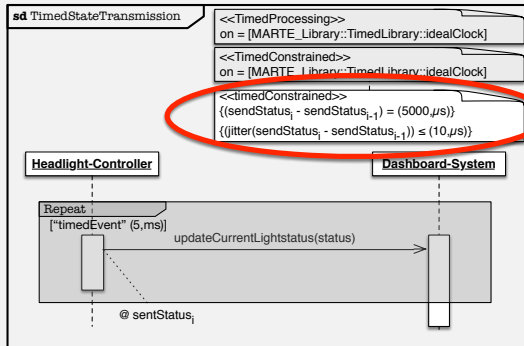 sd TimedStateTransmission
<<TimedProcessing>>
on = [MARTE_Library::TimedLibrary::idealClock]
<<TimedConstrained>>
on = [MARTE_Library::TimedLibrary::idealClock]
<<timedConstrained>>
{(sendStatusi - sendStatusi-1) = (5000,µs)}
{(jitter(sendStatusi - sendStatusi-1)) ≤ (10,µs)}
Headlight-Controller
Dashboard-System
Repeat
["timedEvent" (5,ms)]
updateCurrentLightstatus(status)
@ sentStatusi